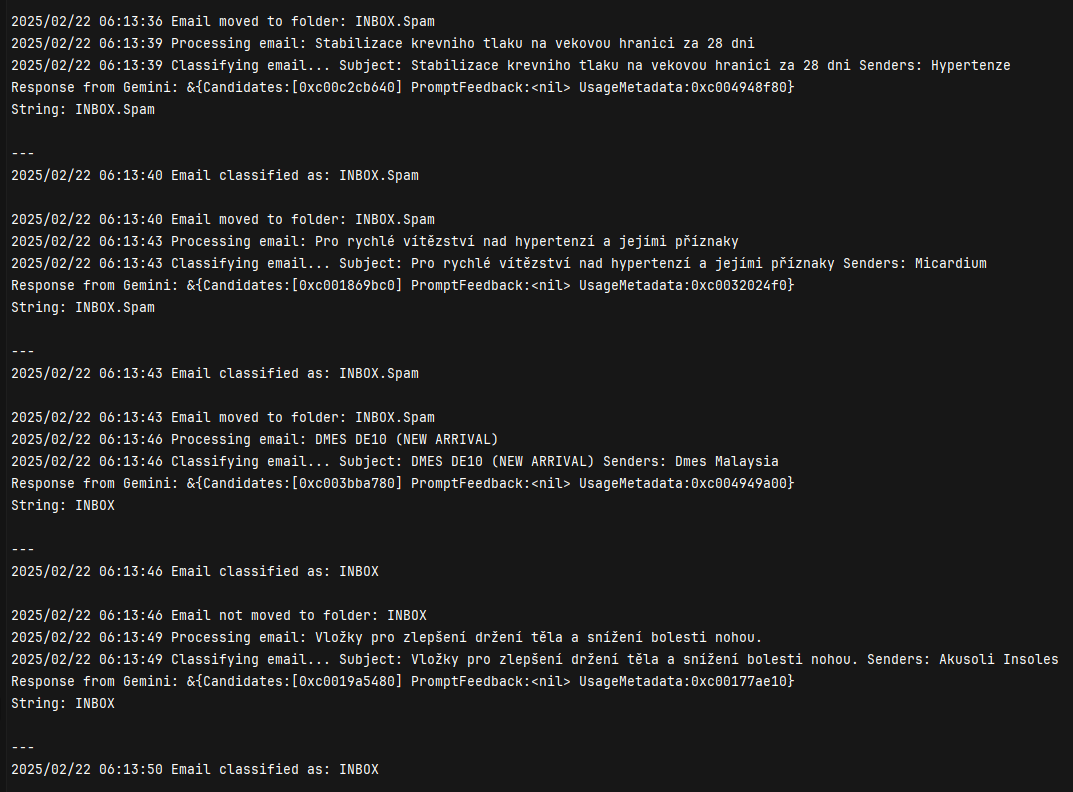 2025/02/22 06:13:36 Email moved to folder: INBOX.Spam
2025/02/22 06:13:39 Processing email: Stabilizace krevniho tlaku na vekovou hranici za 28 dni
2025/02/22 06:13:39 Classifying email... Subject: Stabilizace krevniho tlaku na vekovou hranici za 28 dni Senders: Hypertenze
Response from Gemini: &{Candidates:[0xc00c2cb640] PromptFeedback:<nil> UsageMetadata:0xc004948f80}
String: INBOX.Spam

---
2025/02/22 06:13:40 Email classified as: INBOX.Spam

2025/02/22 06:13:40 Email moved to folder: INBOX.Spam
2025/02/22 06:13:43 Processing email: Pro rychlé vítězství nad hypertenzí a jejími příznaky
2025/02/22 06:13:43 Classifying email... Subject: Pro rychlé vítězství nad hypertenzí a jejími příznaky Senders: Micardium
Response from Gemini: &{Candidates:[0xc001869bc0] PromptFeedback:<nil> UsageMetadata:0xc0032024f0}
String: INBOX.Spam

---
2025/02/22 06:13:43 Email classified as: INBOX.Spam

2025/02/22 06:13:43 Email moved to folder: INBOX.Spam
2025/02/22 06:13:46 Processing email: DMES DE10 (NEW ARRIVAL)
2025/02/22 06:13:46 Classifying email... Subject: DMES DE10 (NEW ARRIVAL) Senders: Dmes Malaysia
Response from Gemini: &{Candidates:[0xc003bba780] PromptFeedback:<nil> UsageMetadata:0xc004949a00}
String: INBOX

---
2025/02/22 06:13:46 Email classified as: INBOX

2025/02/22 06:13:46 Email not moved to folder: INBOX
2025/02/22 06:13:49 Processing email: Vložky pro zlepšení držení těla a snížení bolesti nohou.
2025/02/22 06:13:49 Classifying email... Subject: Vložky pro zlepšení držení těla a snížení bolesti nohou. Senders: Akusoli Insoles
Response from Gemini: &{Candidates:[0xc0019a5480] PromptFeedback:<nil> UsageMetadata:0xc00177ae10}
String: INBOX

---
2025/02/22 06:13:50 Email classified as: INBOX